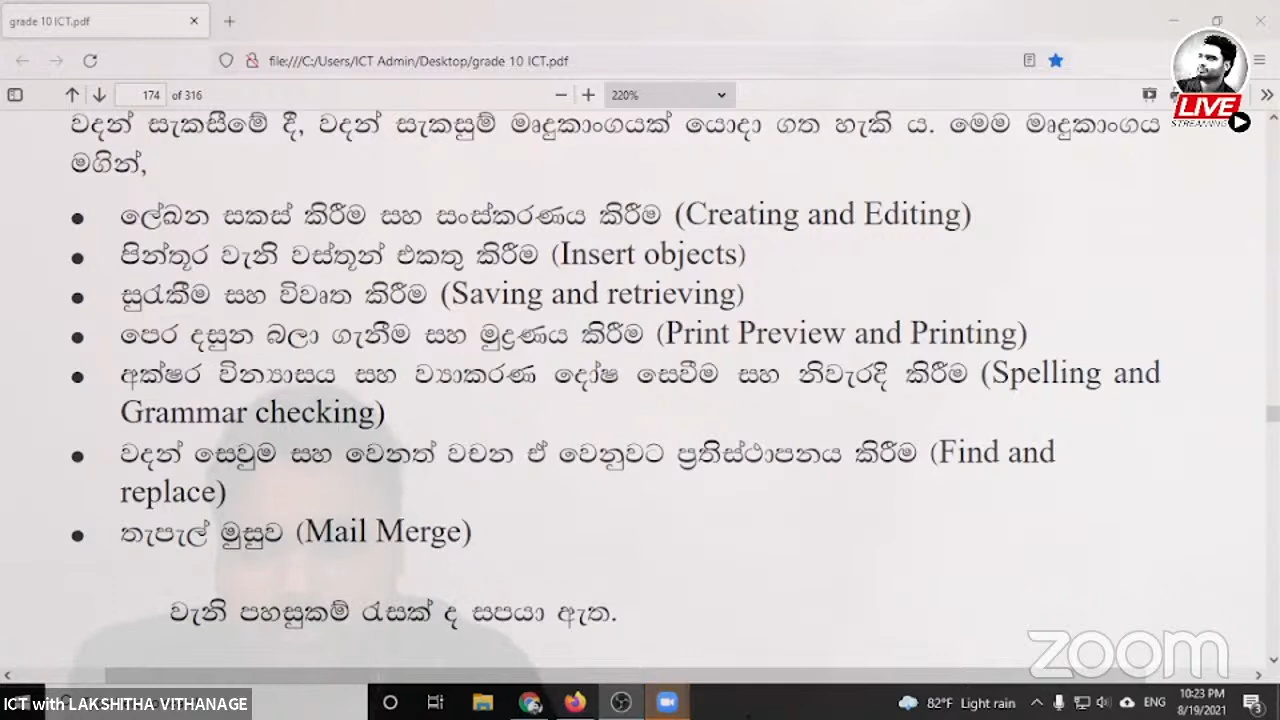 grade 10 ICT.pdf
file:///C:/Users/ICT Admin/Desktop/grade 10 ICT.pdf
174 of 316
220%
LIVE
STREAMING
වදන් සැකසීමේ දී, වදන් සැකසුම් මෘදුකාංගයක් යොදා ගත හැකි ය. මෙම මෘදුකාංගය
මගින්,
● ලේඛන සකස් කිරීම සහ සංස්කරණය කිරීම (Creating and Editing)
● පින්තූර වැනි වස්තූන් එකතු කිරීම (Insert objects)
● සුරැකීම සහ විවෘත කිරීම (Saving and retrieving)
● පෙර දසුන බලා ගැනීම සහ මුද්‍රණය කිරීම (Print Preview and Printing)
● අක්ෂර වින්‍යාසය සහ ව්‍යාකරණ දෝෂ සෙවීම සහ නිවැරදි කිරීම (Spelling and
Grammar checking)
● වදන් සෙවුම සහ වෙනත් වචන ඒ වෙනුවට ප්‍රතිස්ථාපනය කිරීම (Find and
replace)
● තැපැල් මුසුව (Mail Merge)
වැනි පහසුකම් රැසක් ද සපයා ඇත.
zoom
ICT with LAKSHITHA VITHANAGE
82°F Light rain
ENG
10:23 PM
8/19/2021
3